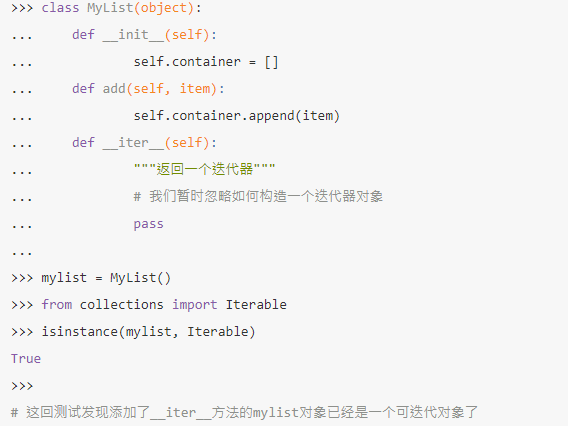 >>> class MyList(object):
...     def __init__(self):
...             self.container = []
...     def add(self, item):
...             self.container.append(item)
...     def __iter__(self):
...             """返回一个迭代器"""
...             # 我们暂时忽略如何构造一个迭代器对象
...             pass
...
>>> mylist = MyList()
>>> from collections import Iterable
>>> isinstance(mylist, Iterable)
True
>>>
# 这回测试发现添加了__iter__方法的mylist对象已经是一个可迭代对象了